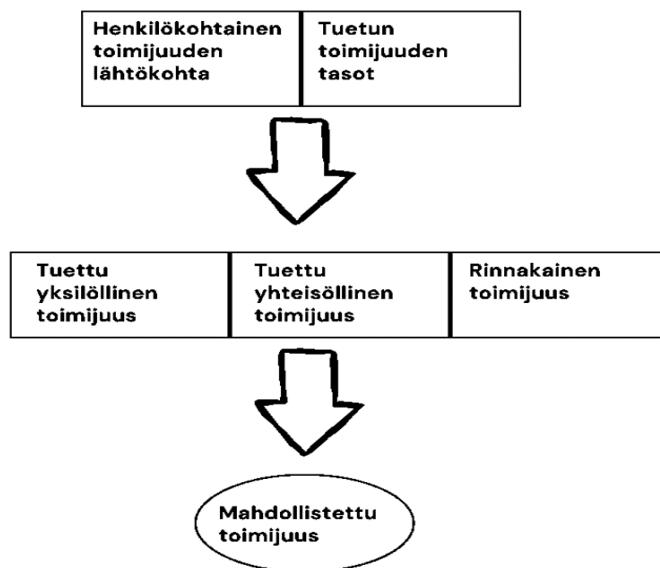 Henkilökohtainen
toimijuuden
lähtökohta
Tuetun
toimijuuden
tasot
Tuettu
yksilöllinen
toimijuus
Tuettu
yhteisöllinen
toimijuus
Rinnakainen
toimijuus
Mahdollistettu
toimijuus